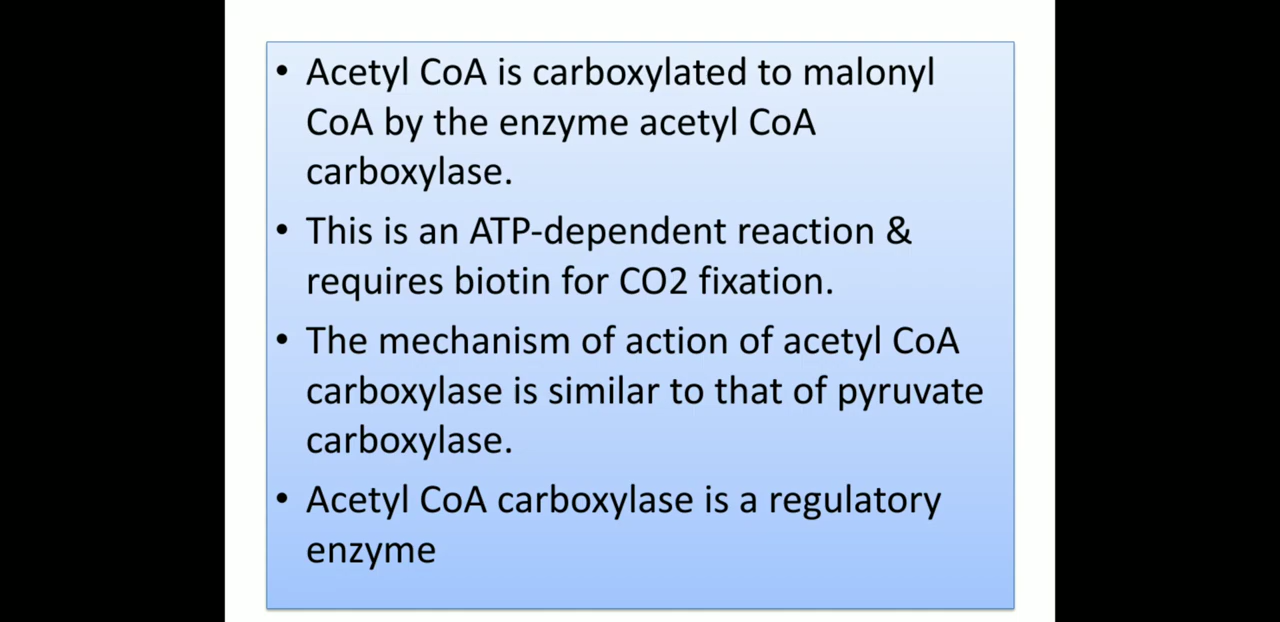 • Acetyl CoA is carboxylated to malonyl
CoA by the enzyme acetyl CoA
carboxylase.
• This is an ATP-dependent reaction &
requires biotin for CO2 fixation.
• The mechanism of action of acetyl CoA
carboxylase is similar to that of pyruvate
carboxylase.
• Acetyl CoA carboxylase is a regulatory
enzyme